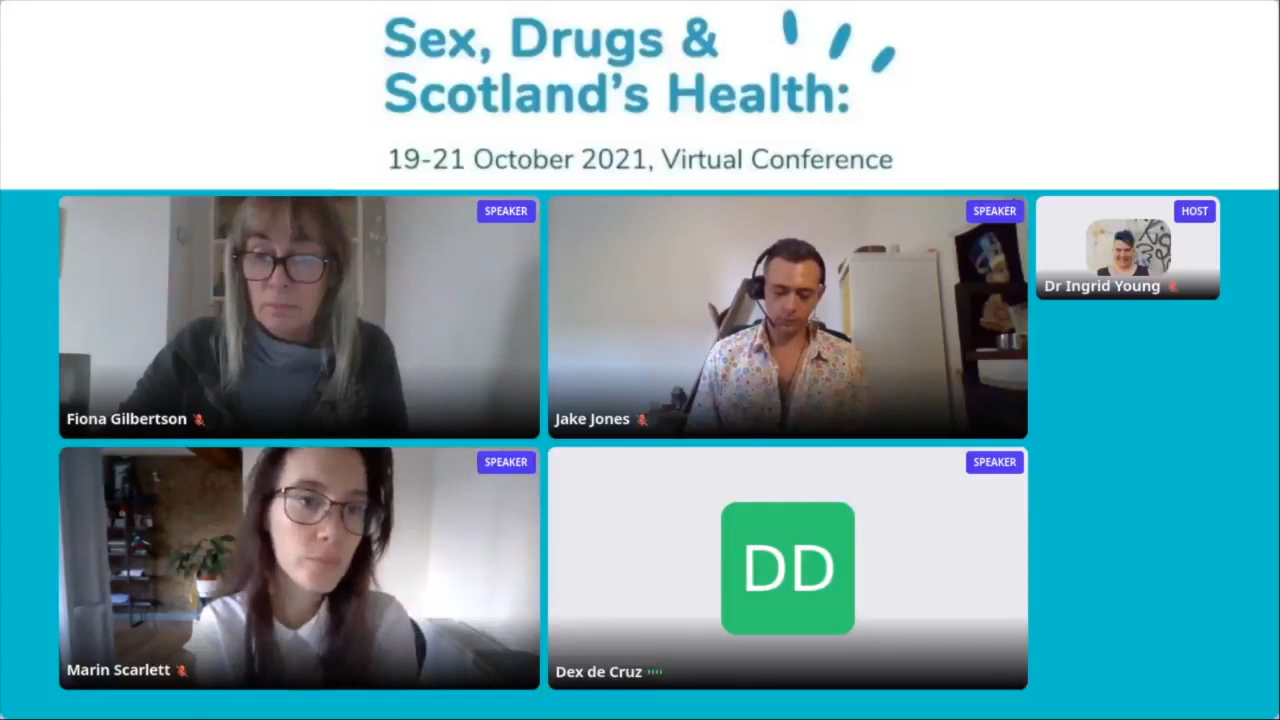 Sex, Drugs &
Scotland's Health:
19-21 October 2021, Virtual Conference
SPEAKER
Fiona Gilbertson
SPEAKER
Jake Jones
HOST
Dr Ingrid Young
SPEAKER
Marin Scarlett
SPEAKER
DD
Dex de Cruz